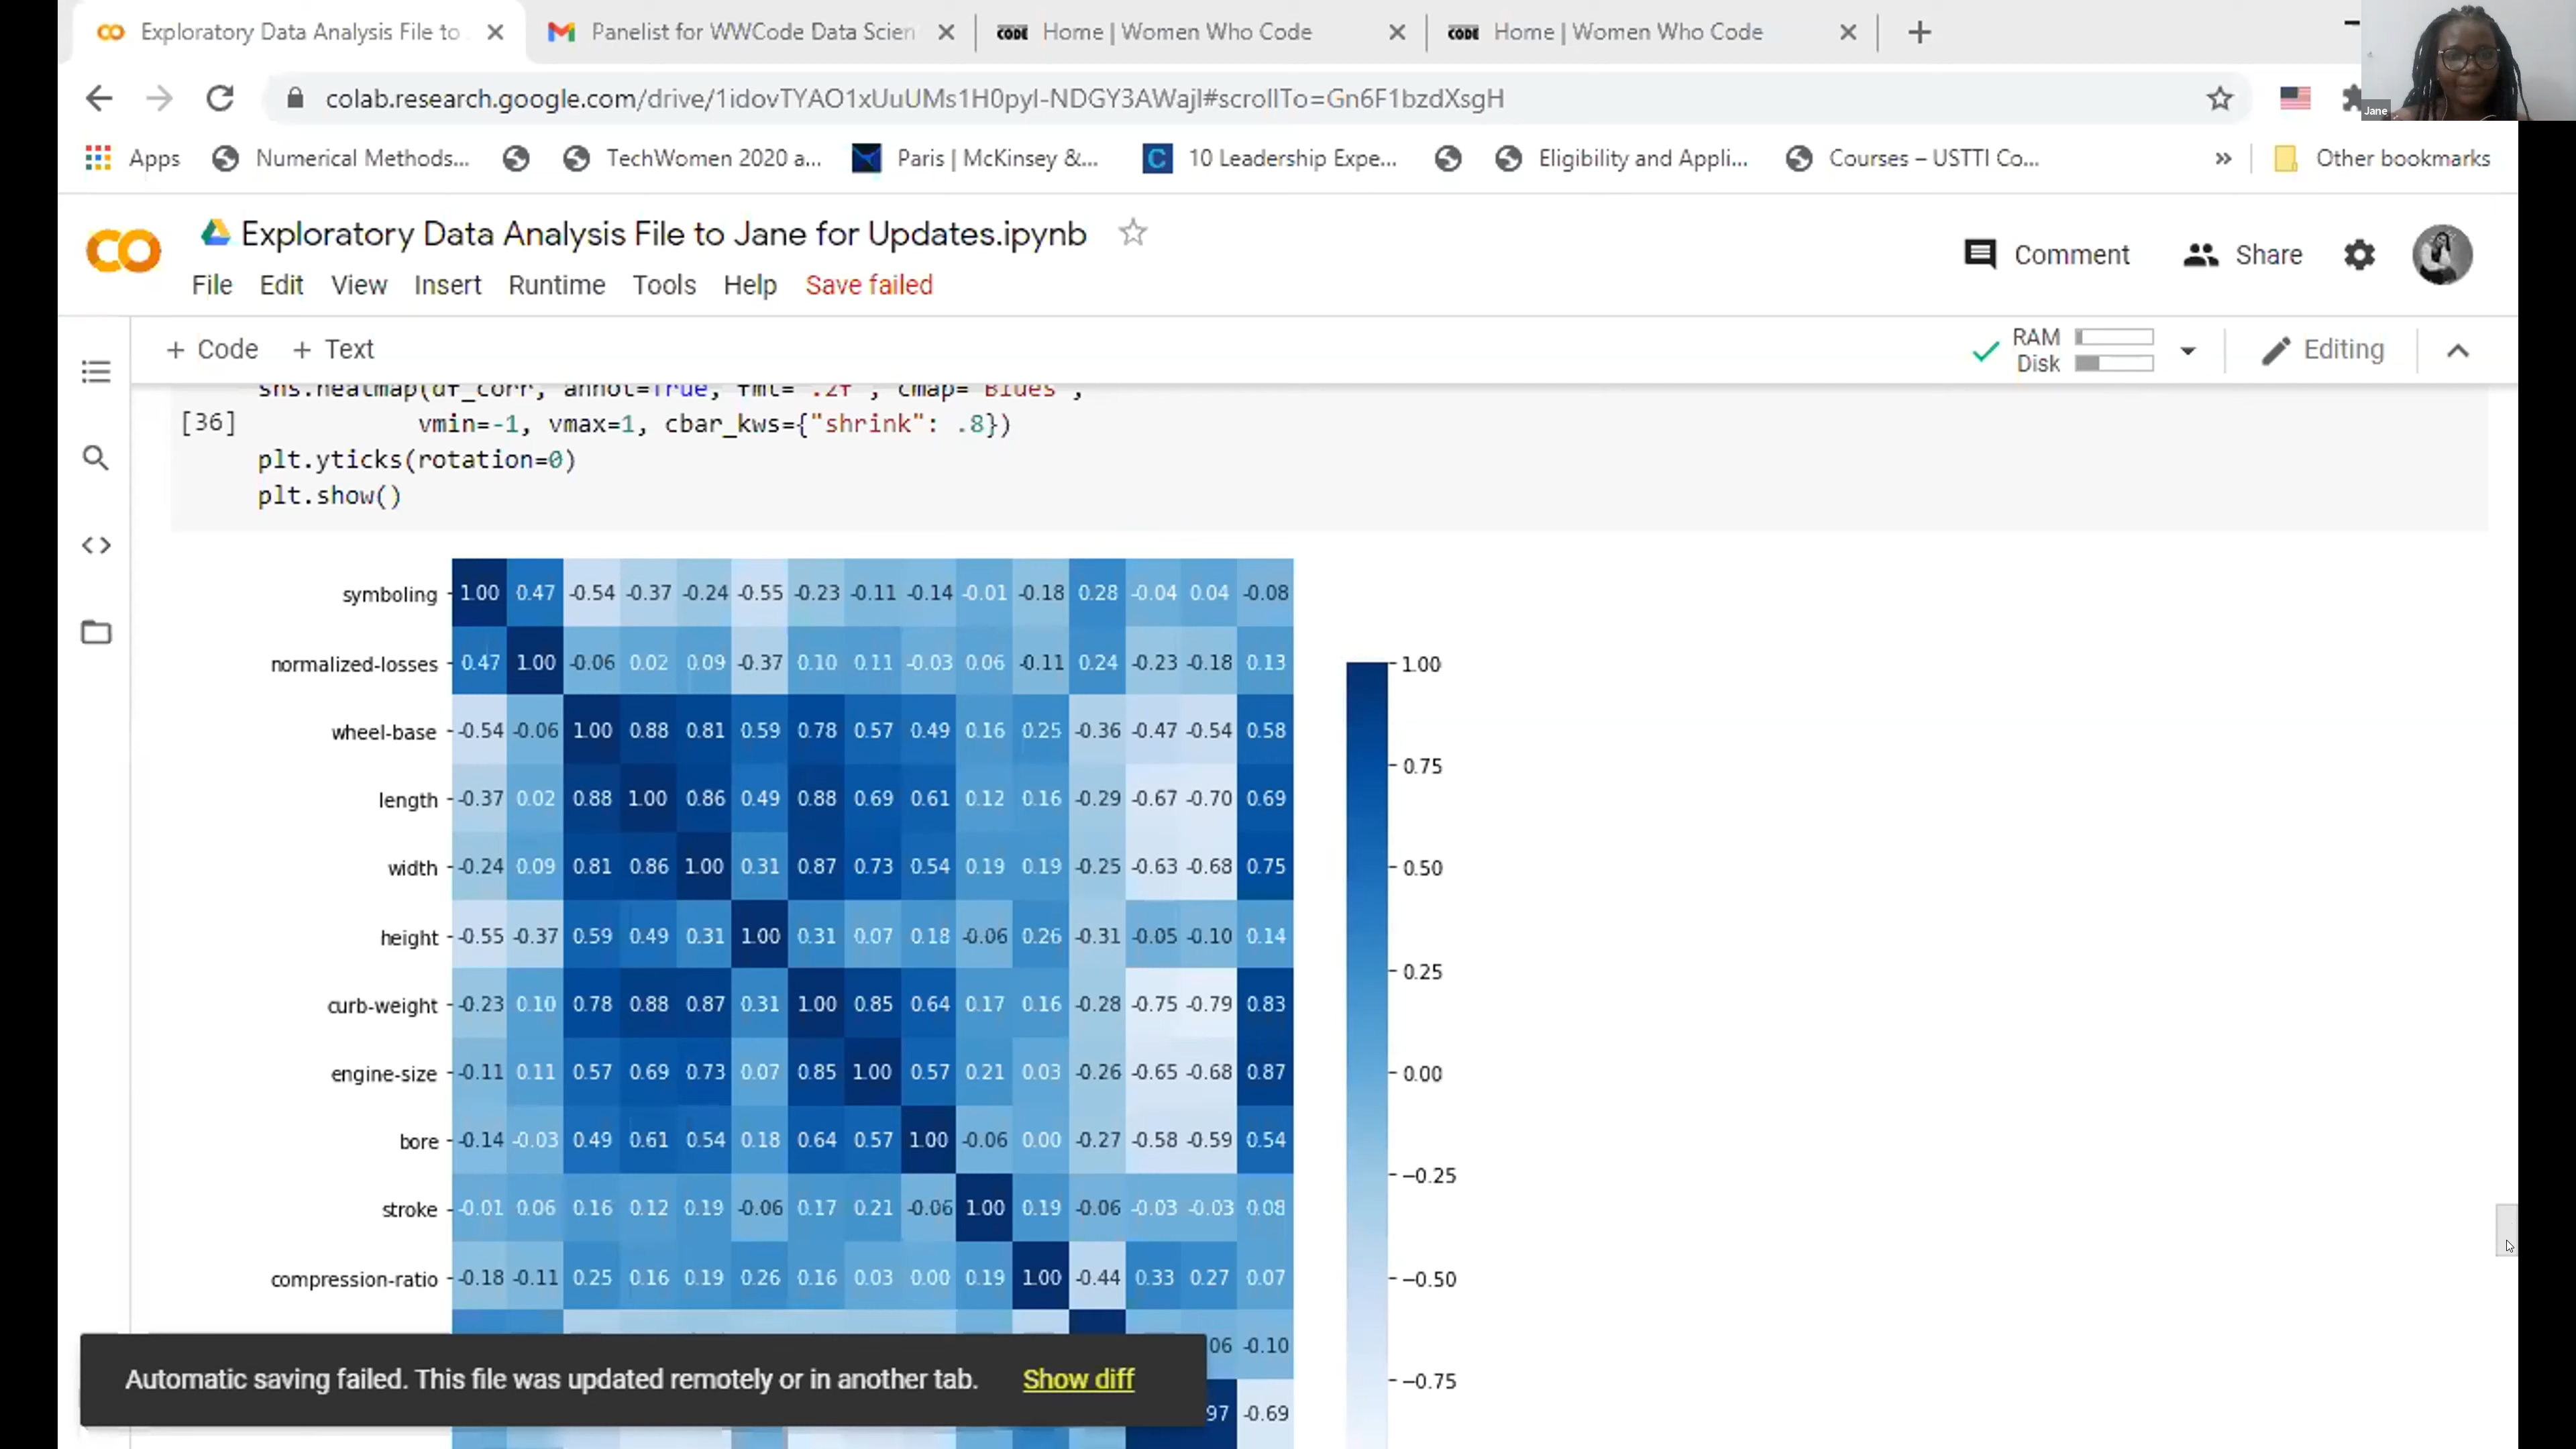 Exploratory Data Analysis File to
Panelist for WWCode Data Scien
CODE Home | Women Who Code
CODE Home | Women Who Code
colab.research.google.com/drive/1idovTYAO1xUuUMs1H0pyI-NDGY3AWajI#scrollTo=Gn6F1bzdXsgH
Jane
Apps Numerical Methods... TechWomen 2020 a... Paris | McKinsey &... 10 Leadership Expe... Eligibility and Appli... Courses – USTTI Co... » Other bookmarks
Exploratory Data Analysis File to Jane for Updates.ipynb
Comment Share
File Edit View Insert Runtime Tools Help Save failed
+ Code + Text
RAM
Disk
Editing
sns.heatmap(df_corr, annot=True, fmt=".2f", cmap='Blues',
[36] vmin=-1, vmax=1, cbar_kws={"shrink": .8})
plt.yticks(rotation=0)
plt.show()
symboling 1.00 0.47 -0.54 -0.37 -0.24 -0.55 -0.23 -0.11 -0.14 -0.01 -0.18 0.28 -0.04 0.04 -0.08
normalized-losses 0.47 1.00 -0.06 0.02 0.09 -0.37 0.10 0.11 -0.03 0.06 -0.11 0.24 -0.23 -0.18 0.13
wheel-base -0.54 -0.06 1.00 0.88 0.81 0.59 0.78 0.57 0.49 0.16 0.25 -0.36 -0.47 -0.54 0.58
length -0.37 0.02 0.88 1.00 0.86 0.49 0.88 0.69 0.61 0.12 0.16 -0.29 -0.67 -0.70 0.69
width -0.24 0.09 0.81 0.86 1.00 0.31 0.87 0.73 0.54 0.19 0.19 -0.25 -0.63 -0.68 0.75
height -0.55 -0.37 0.59 0.49 0.31 1.00 0.31 0.07 0.18 -0.06 0.26 -0.31 -0.05 -0.10 0.14
curb-weight -0.23 0.10 0.78 0.88 0.87 0.31 1.00 0.85 0.64 0.17 0.16 -0.28 -0.75 -0.79 0.83
engine-size -0.11 0.11 0.57 0.69 0.73 0.07 0.85 1.00 0.57 0.21 0.03 -0.26 -0.65 -0.68 0.87
bore -0.14 -0.03 0.49 0.61 0.54 0.18 0.64 0.57 1.00 -0.06 0.00 -0.27 -0.58 -0.59 0.54
stroke -0.01 0.06 0.16 0.12 0.19 -0.06 0.17 0.21 -0.06 1.00 0.19 -0.06 -0.03 -0.03 0.08
compression-ratio -0.18 -0.11 0.25 0.16 0.19 0.26 0.16 0.03 0.00 0.19 1.00 -0.44 0.33 0.27 0.07
06 -0.10
97 -0.69
1.00
0.75
0.50
0.25
0.00
−0.25
−0.50
−0.75
Automatic saving failed. This file was updated remotely or in another tab. Show diff